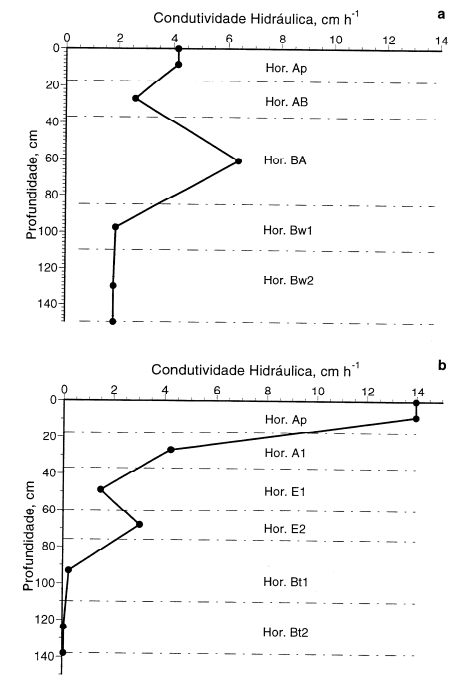 a
Condutividade Hidráulica, cm h⁻¹
0 2 4 6 8 10 12 14
Profundidade, cm
0
20
40
60
80
100
120
140
Hor. Ap
Hor. AB
Hor. BA
Hor. Bw1
Hor. Bw2
b
Condutividade Hidráulica, cm h⁻¹
0 2 4 6 8 10 12 14
Profundidade, cm
0
20
40
60
80
100
120
140
Hor. Ap
Hor. A1
Hor. E1
Hor. E2
Hor. Bt1
Hor. Bt2